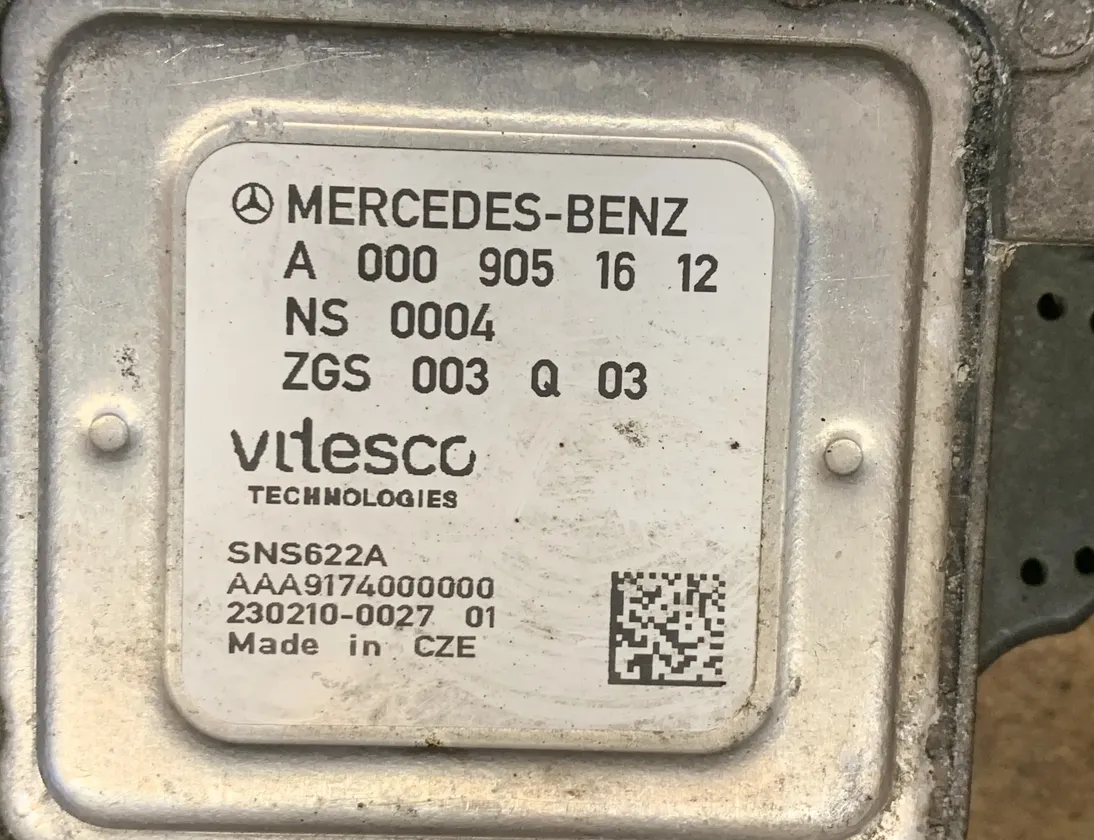 MERCEDES-BENZ
A 000 905 16 12
NS 0004
ZGS 003 Q 03
vitesco
TECHNOLOGIES
SNS622A
AAA9174000000
230210-0027 01
Made in CZE